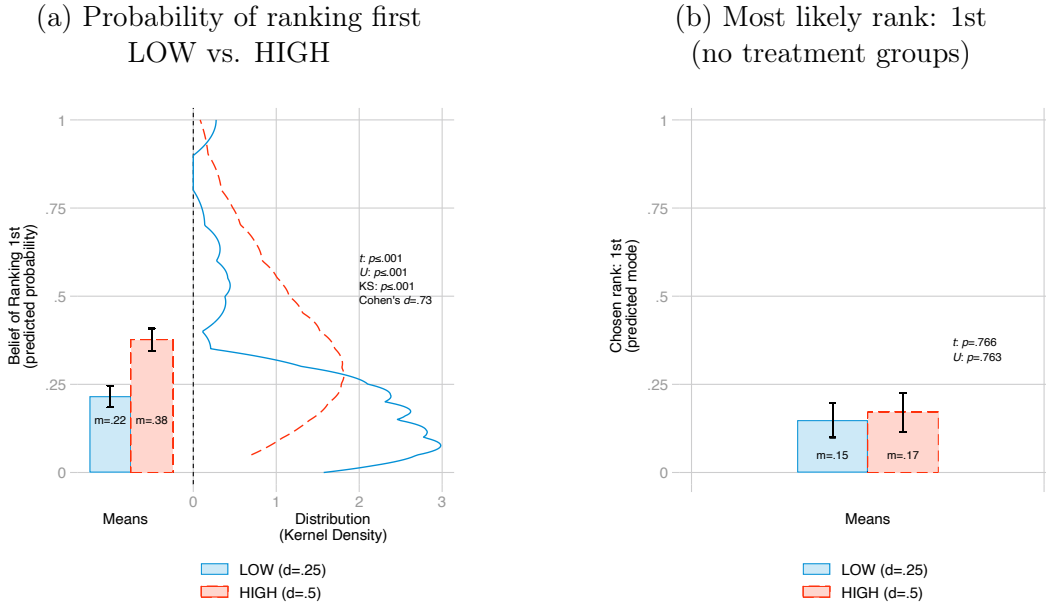 (a) Probability of ranking first
LOW vs. HIGH
Belief of Ranking 1st
(predicted probability)
1
.75
.5
.25
0
t: p≤.001
U: p≤.001
KS: p≤.001
Cohen's d=.73
m=.22
m=.38
0
1
2
3
Means
Distribution
(Kernel Density)
LOW (d=.25)
HIGH (d=.5)
(b) Most likely rank: 1st
(no treatment groups)
Chosen rank: 1st
(predicted mode)
1
.75
.5
.25
0
t: p=.766
U: p=.763
m=.15
m=.17
Means
LOW (d=.25)
HIGH (d=.5)